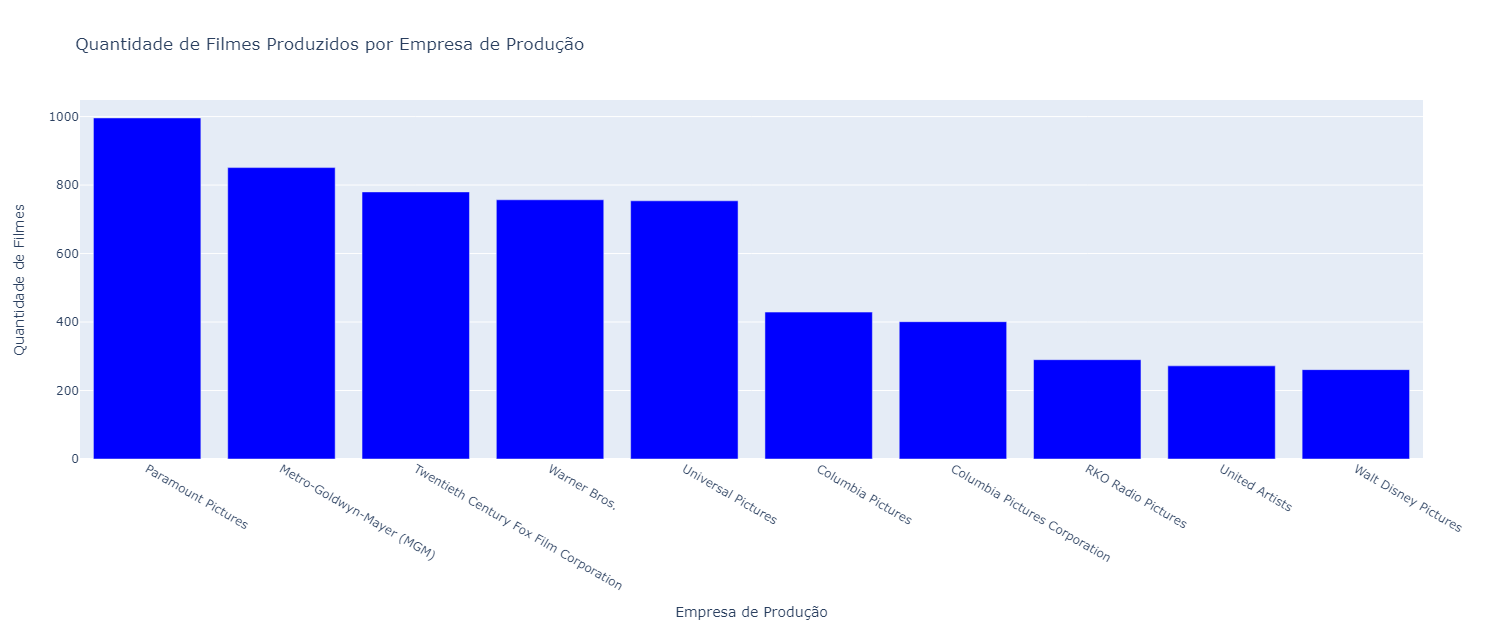 Quantidade de Filmes Produzidos por Empresa de Produção
Quantidade de Filmes
1000
800
600
400
200
0
Paramount Pictures
Metro-Goldwyn-Mayer (MGM)
Twentieth Century Fox Film Corporation
Warner Bros.
Universal Pictures
Columbia Pictures
Columbia Pictures Corporation
RKO Radio Pictures
United Artists
Walt Disney Pictures
Empresa de Produção